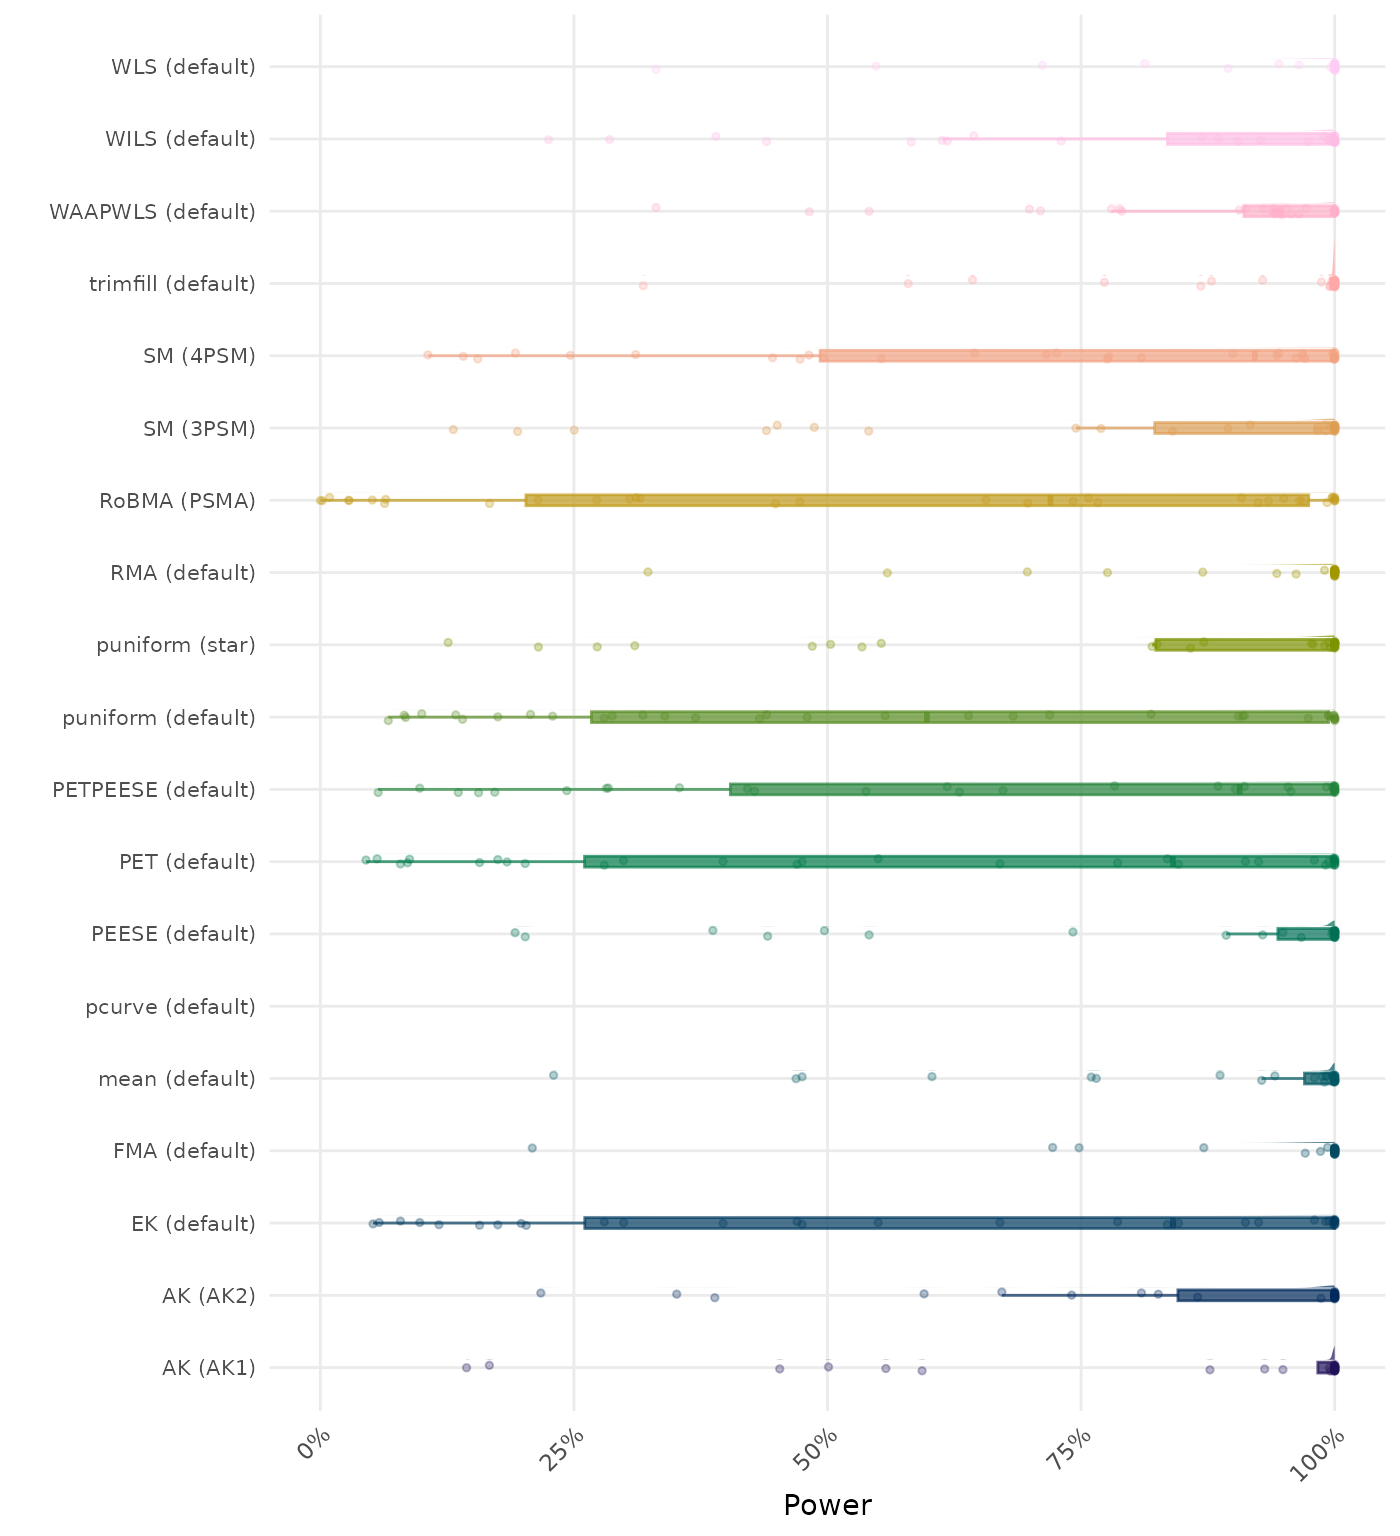 WLS (default)
WILS (default)
WAAPWLS (default)
trimfill (default)
SM (4PSM)
SM (3PSM)
RoBMA (PSMA)
RMA (default)
puniform (star)
puniform (default)
PETPEESE (default)
PET (default)
PEESE (default)
pcurve (default)
mean (default)
FMA (default)
EK (default)
AK (AK2)
AK (AK1)
0% 25% 50% 75% 100%
Power